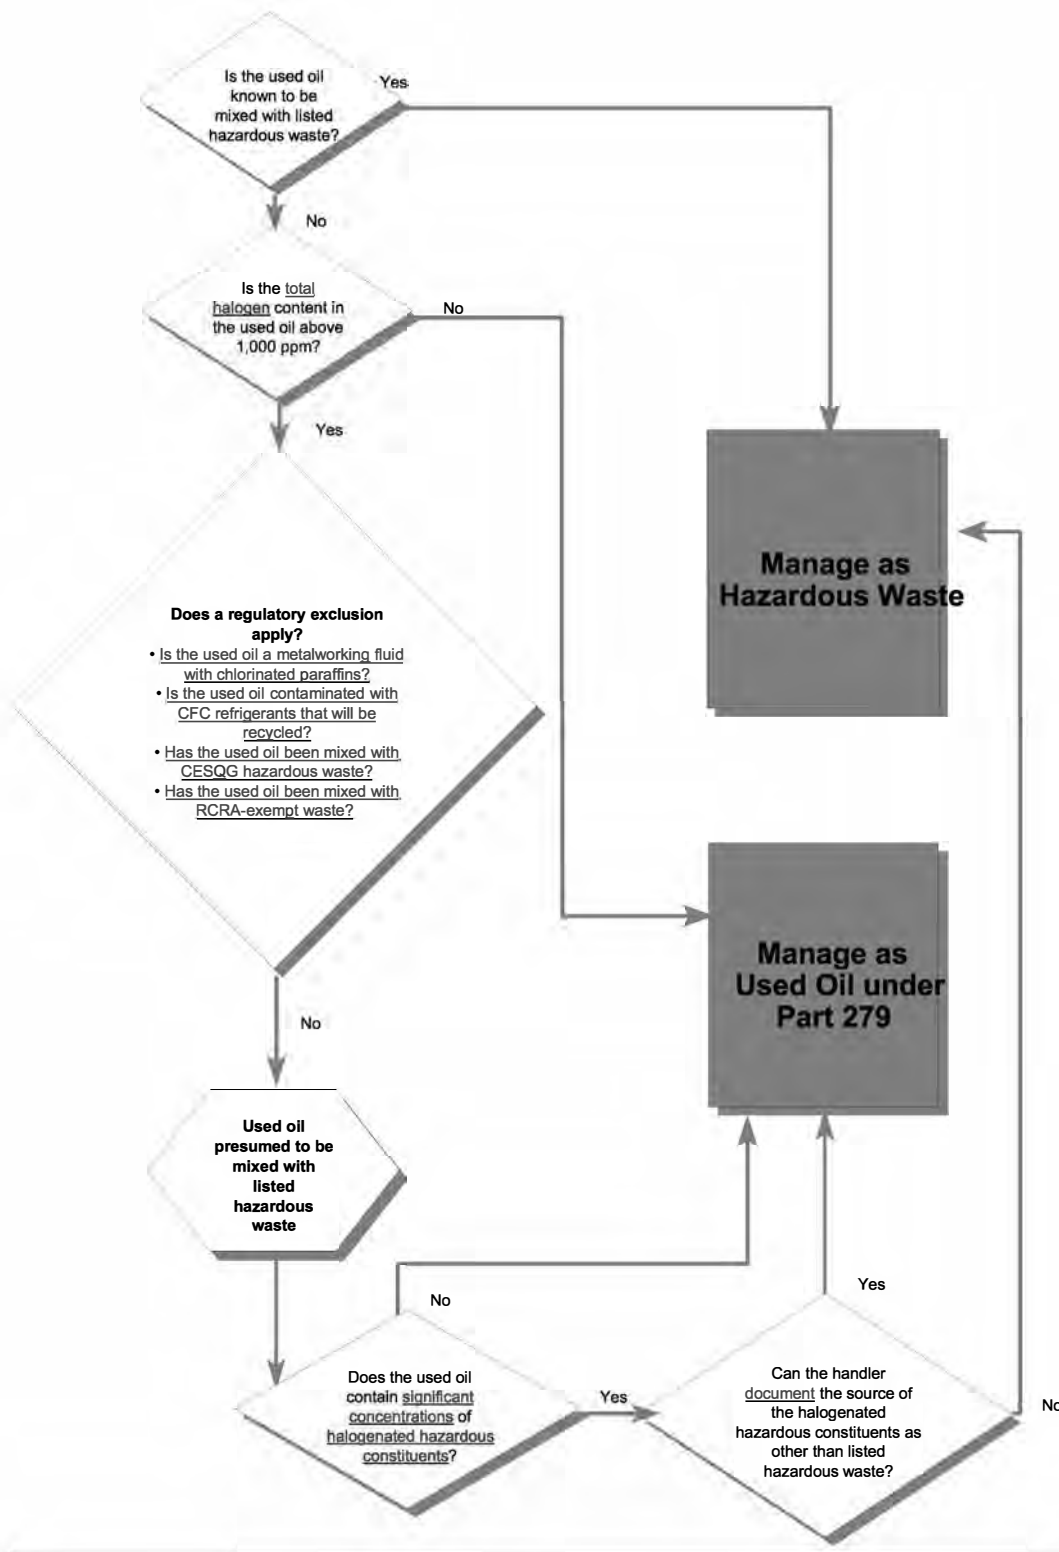 Is the used oil
known to be
mixed with listed
hazardous waste?
Yes
No
Is the total
halogen content in
the used oil above
1,000 ppm?
No
Yes
Manage as
Hazardous Waste
Does a regulatory exclusion
apply?
• Is the used oil a metalworking fluid
with chlorinated paraffins?
• Is the used oil contaminated with
CFC refrigerants that will be
recycled?
• Has the used oil been mixed with
CESQG hazardous waste?
• Has the used oil been mixed with
RCRA-exempt waste?
Manage as
Used Oil under
Part 279
No
Used oil
presumed to be
mixed with
listed
hazardous
waste
No
Yes
Does the used oil
contain significant
concentrations of
halogenated hazardous
constituents?
Yes
Can the handler
document the source of
the halogenated
hazardous constituents as
other than listed
hazardous waste?
No